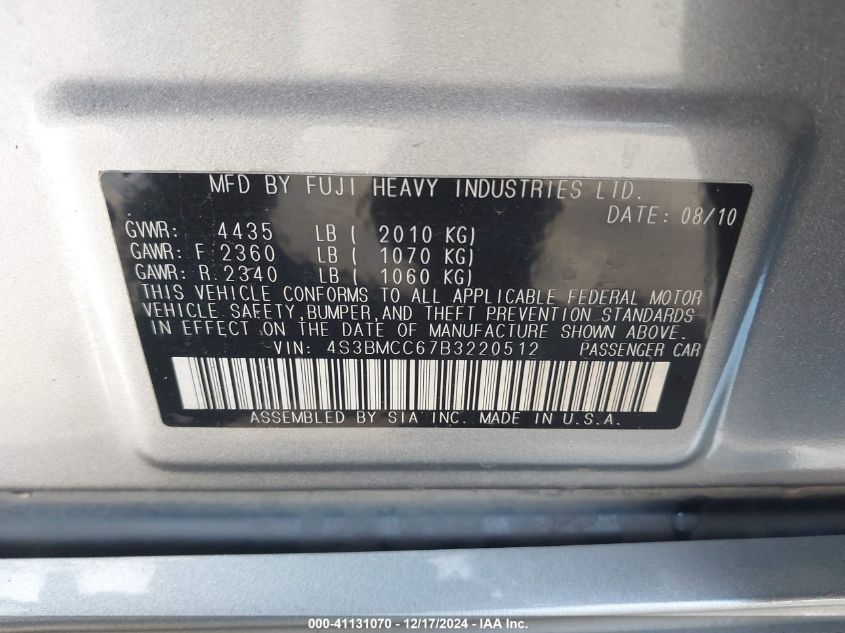 MFD BY FUJI HEAVY INDUSTRIES LTD.
DATE: 08/10
GVWR: 4435 LB ( 2010 KG)
GAWR: F 2360 LB ( 1070 KG)
GAWR: R 2340 LB ( 1060 KG)
THIS VEHICLE CONFORMS TO ALL APPLICABLE FEDERAL MOTOR
VEHICLE SAFETY, BUMPER, AND THEFT PREVENTION STANDARDS
IN EFFECT ON THE DATE OF MANUFACTURE SHOWN ABOVE.
VIN: 4S3BMCC67B3220512 PASSENGER CAR
ASSEMBLED BY SIA INC. MADE IN U.S.A.
000-41131070 - 12/17/2024 - IAA Inc.